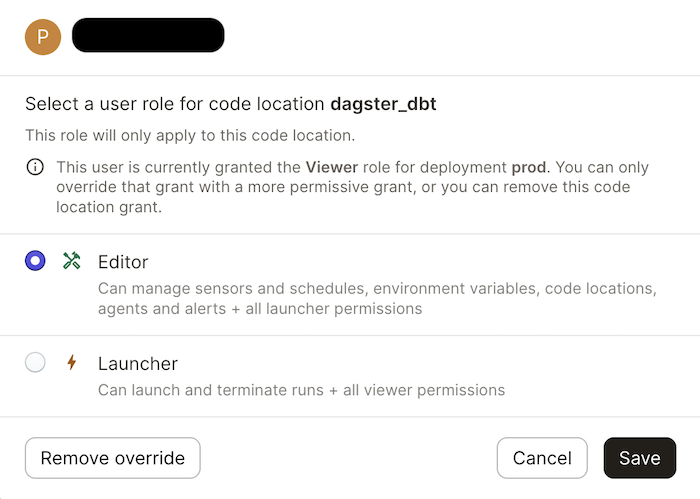 P
Select a user role for code location dagster_dbt
This role will only apply to this code location.
This user is currently granted the Viewer role for deployment prod. You can only
override that grant with a more permissive grant, or you can remove this code
location grant.
Editor
Can manage sensors and schedules, environment variables, code locations,
agents and alerts + all launcher permissions
Launcher
Can launch and terminate runs + all viewer permissions
Remove override
Cancel
Save